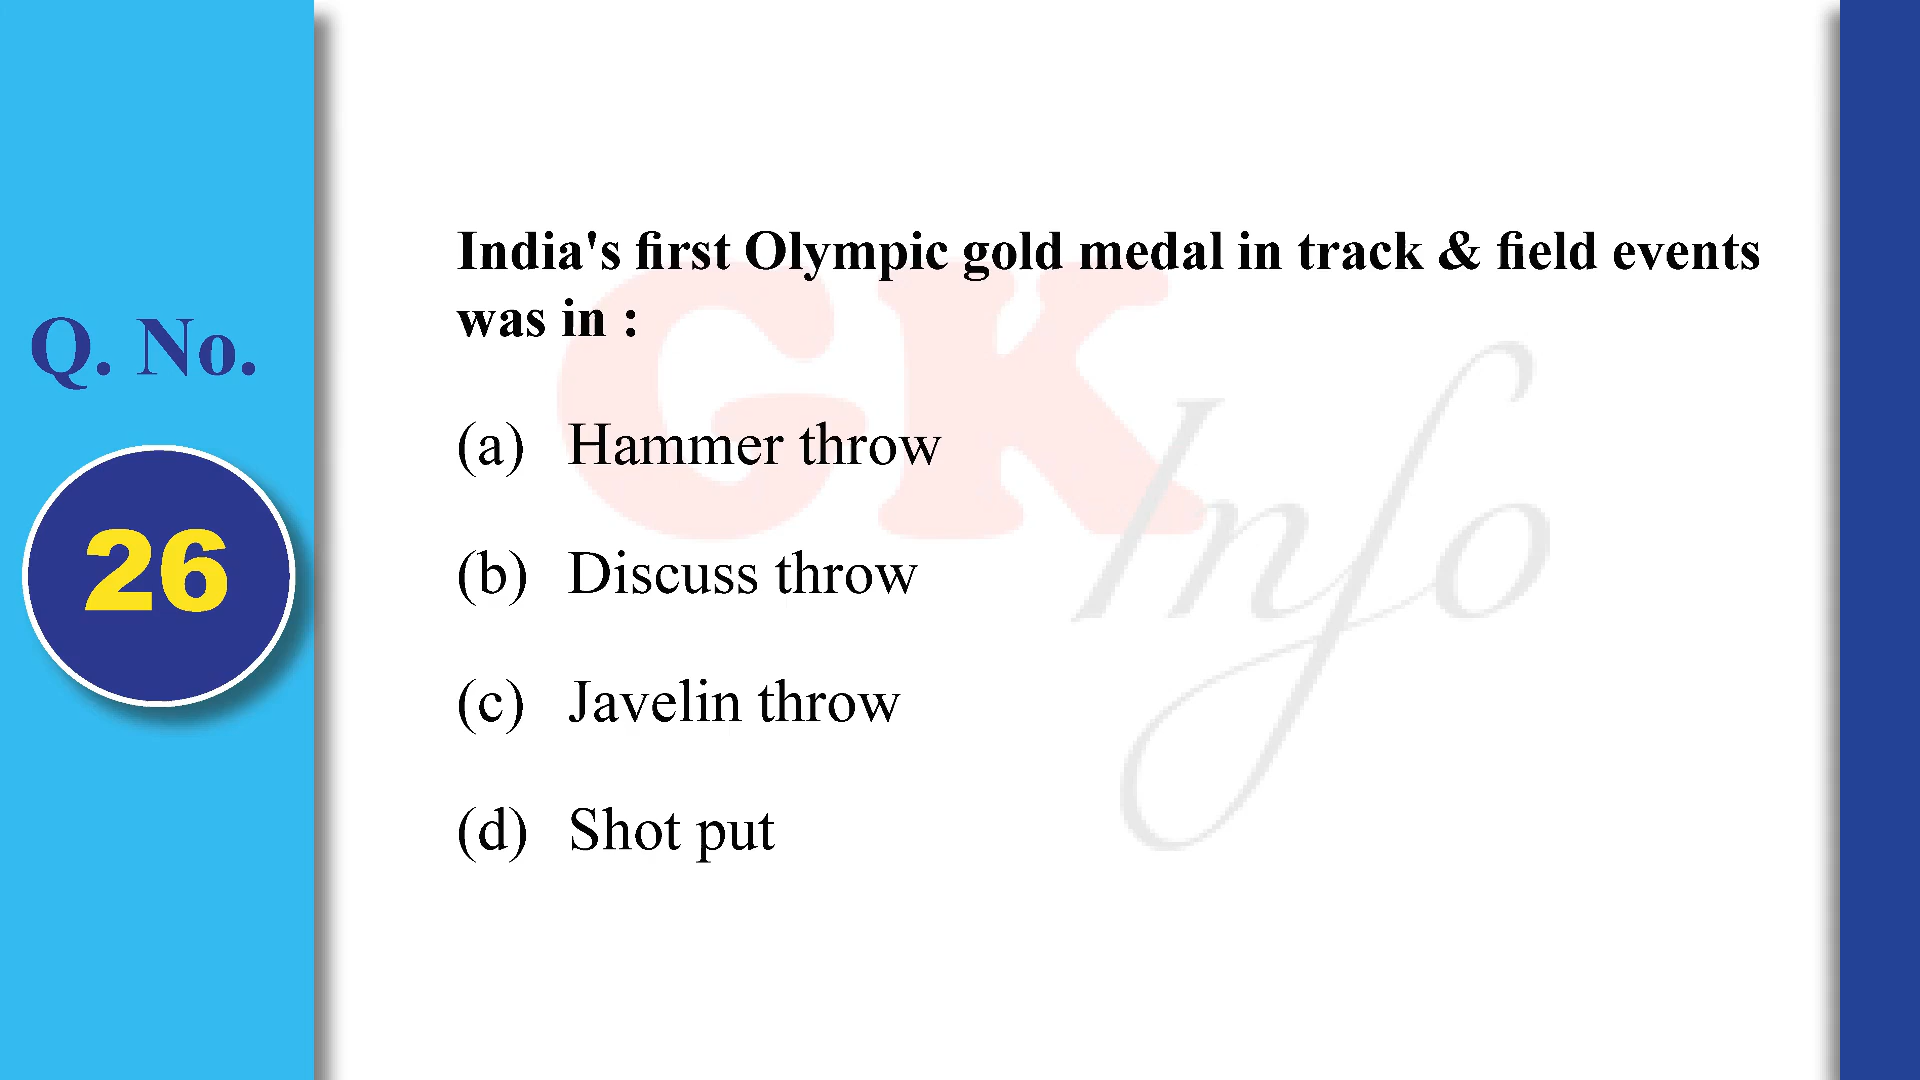 Q. No.
26
India's first Olympic gold medal in track & field events
was in :
(a) Hammer throw
(b) Discuss throw
(c) Javelin throw
(d) Shot put
GK
Info